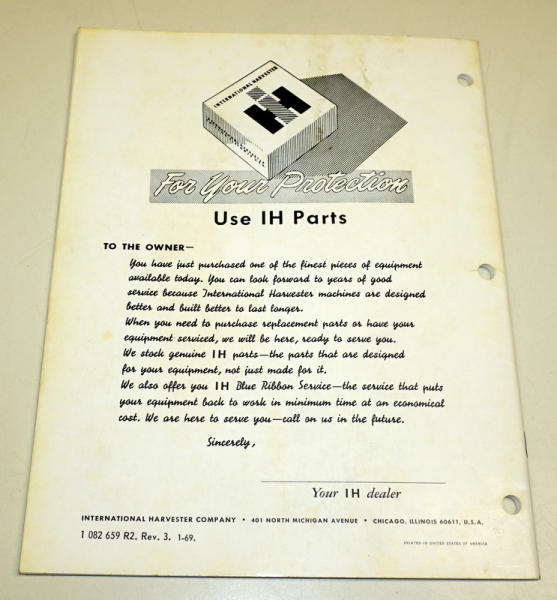 INTERNATIONAL HARVESTER
IH
For Your Protection
Use IH Parts
TO THE OWNER—
You have just purchased one of the finest pieces of equipment
available today. You can look forward to years of good
service because International Harvester machines are designed
better and built better to last longer.
When you need to purchase replacement parts or have your
equipment serviced, we will be here, ready to serve you.
We stock genuine IH parts—the parts that are designed
for your equipment, not just made for it.
We also offer you IH Blue Ribbon Service—the service that puts
your equipment back to work in minimum time at an economical
cost. We are here to serve you—call on us in the future.
Sincerely,
Your IH dealer
INTERNATIONAL HARVESTER COMPANY • 401 NORTH MICHIGAN AVENUE • CHICAGO, ILLINOIS 60611, U.S.A.
1 082 659 R2. Rev. 3. 1-69.
PRINTED IN UNITED STATES OF AMERICA